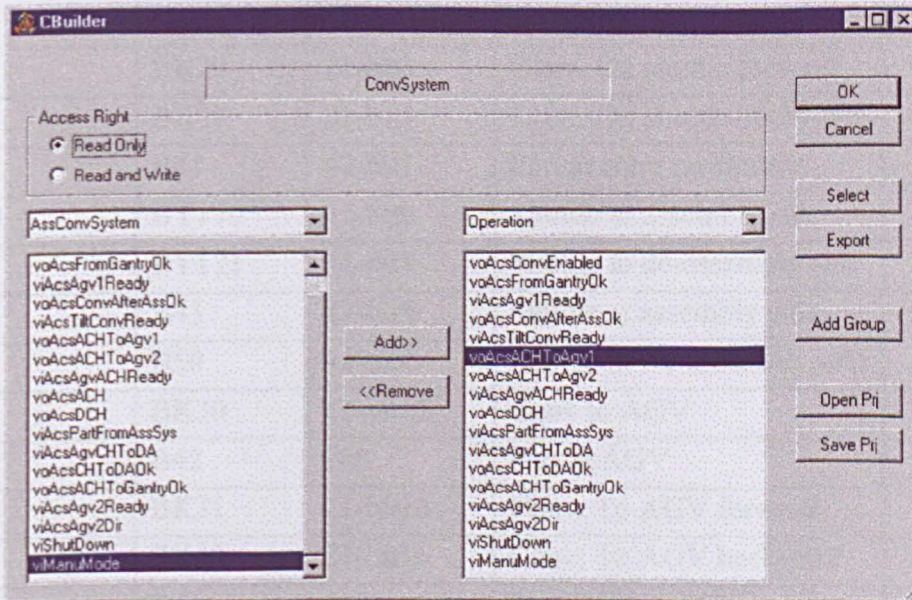 CBuilder
ConvSystem
Access Right
Read Only
Read and Write
OK
Cancel
Select
Export
Add Group
Open Prj
Save Prj
AssConvSystem
voAcsFromGantryOk
viAcsAgv1Ready
voAcsConvAfterAssOk
viAcsTiltConvReady
voAcsACHToAgv1
voAcsACHToAgv2
viAcsAgvACHReady
voAcsACH
voAcsDCH
viAcsPartFromAssSys
viAcsAgvCHToDA
voAcsCHToDAOk
voAcsACHToGantryOk
viAcsAgv2Ready
viAcsAgv2Dir
viShutDown
viManuMode
Add>>
<<Remove
Operation
voAcsConvEnabled
voAcsFromGantryOk
viAcsAgv1Ready
voAcsConvAfterAssOk
viAcsTiltConvReady
voAcsACHToAgv1
voAcsACHToAgv2
viAcsAgvACHReady
voAcsDCH
viAcsPartFromAssSys
viAcsAgvCHToDA
voAcsCHToDAOk
voAcsACHToGantryOk
viAcsAgv2Ready
viAcsAgv2Dir
viShutDown
viManuMode